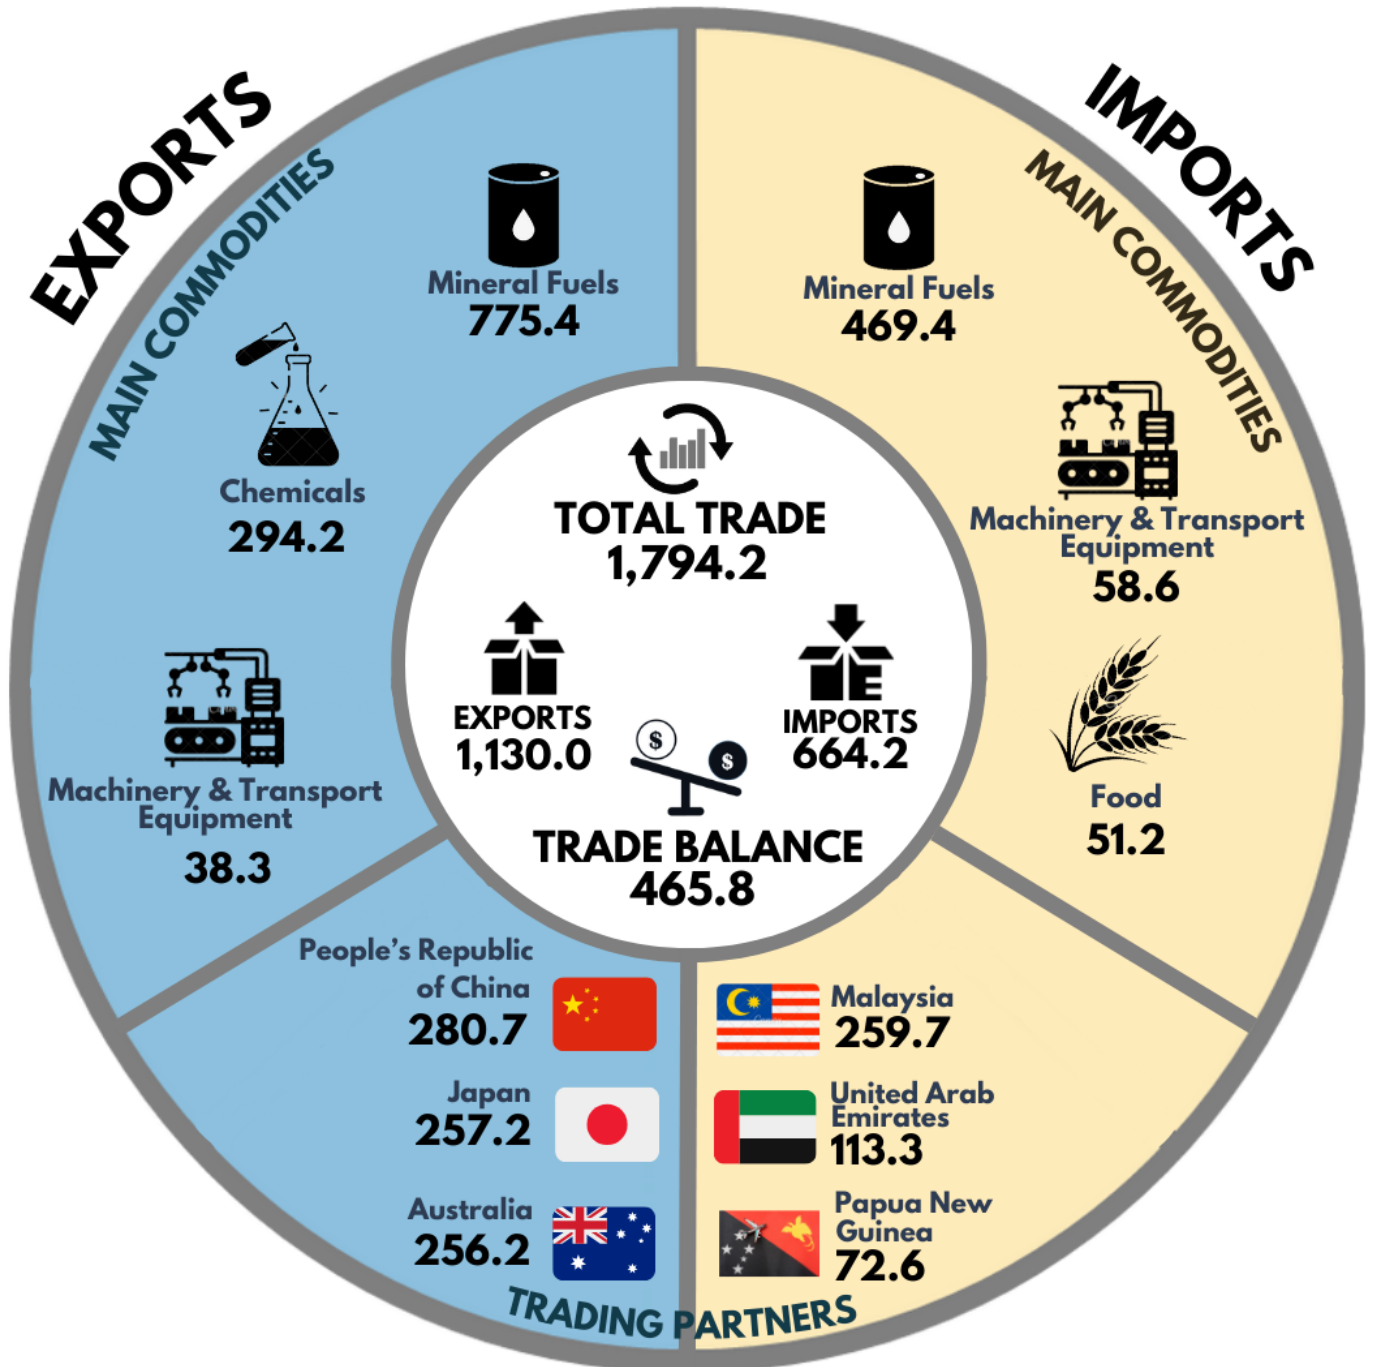 EXPORTS
MAIN COMMODITIES
Mineral Fuels
775.4
Chemicals
294.2
Machinery & Transport
Equipment
38.3
IMPORTS
MAIN COMMODITIES
Mineral Fuels
469.4
Machinery & Transport
Equipment
58.6
Food
51.2
TOTAL TRADE
1,794.2
EXPORTS
1,130.0
IMPORTS
664.2
$
$
TRADE BALANCE
465.8
People's Republic
of China
280.7
Japan
257.2
Australia
256.2
Malaysia
259.7
United Arab
Emirates
113.3
Papua New
Guinea
72.6
TRADING PARTNERS